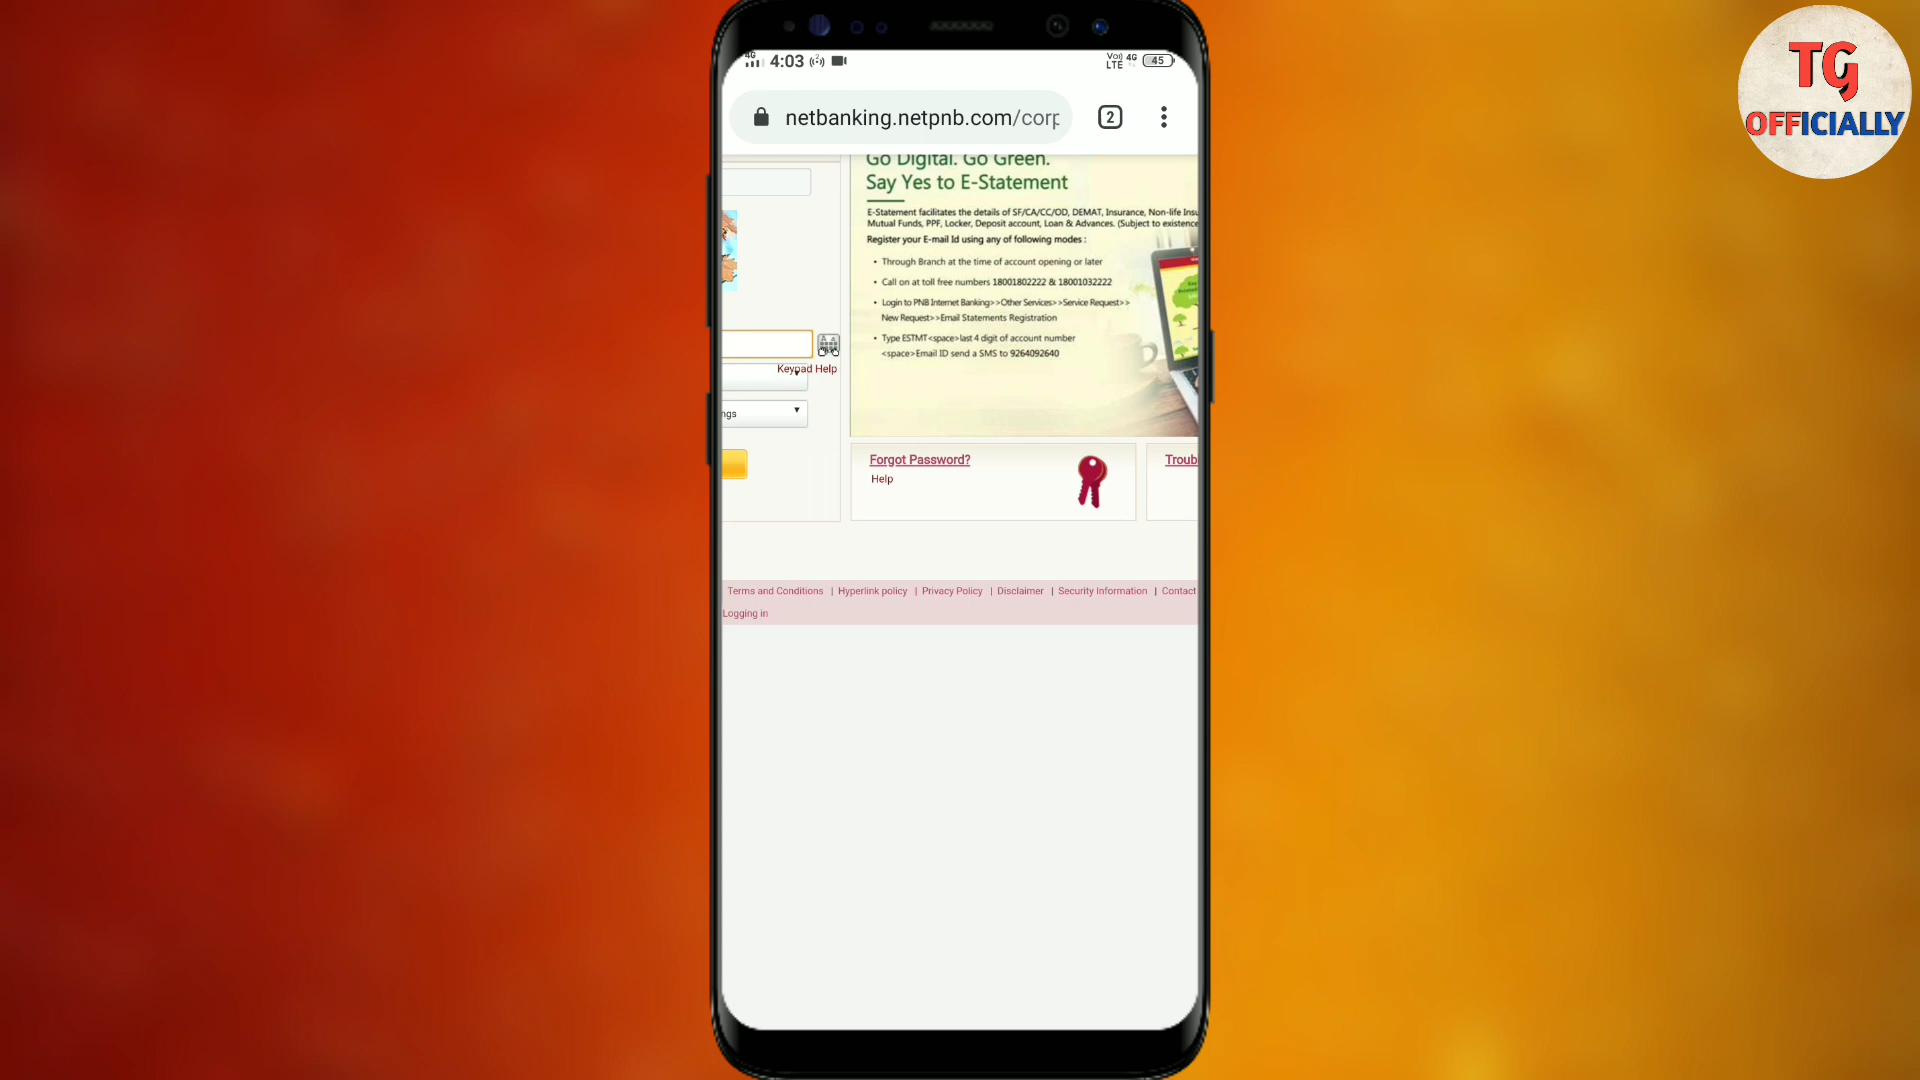 TG
OFFICIALLY
4G
4:03
Vo)
LTE
4G
45
netbanking.netpnb.com/corp
2
Go Digital. Go Green.
Say Yes to E-Statement
E-Statement facilitates the details of SF/CA/CC/OD, DEMAT, Insurance, Non-life Insu
Mutual Funds, PPF, Locker, Deposit account, Loan & Advances. (Subject to existence
Register your E-mail Id using any of following modes :
• Through Branch at the time of account opening or later
• Call on at toll free numbers 18001802222 & 18001032222
• Login to PNB Internet Banking>>Other Services>>Service Request>>
New Request>>Email Statements Registration
• Type ESTMT<space>last 4 digit of account number
<space>Email ID send a SMS to 9264092640
Keypad Help
ngs
Forgot Password?
Help
Troub
Terms and Conditions | Hyperlink policy | Privacy Policy | Disclaimer | Security Information | Contact
Logging in